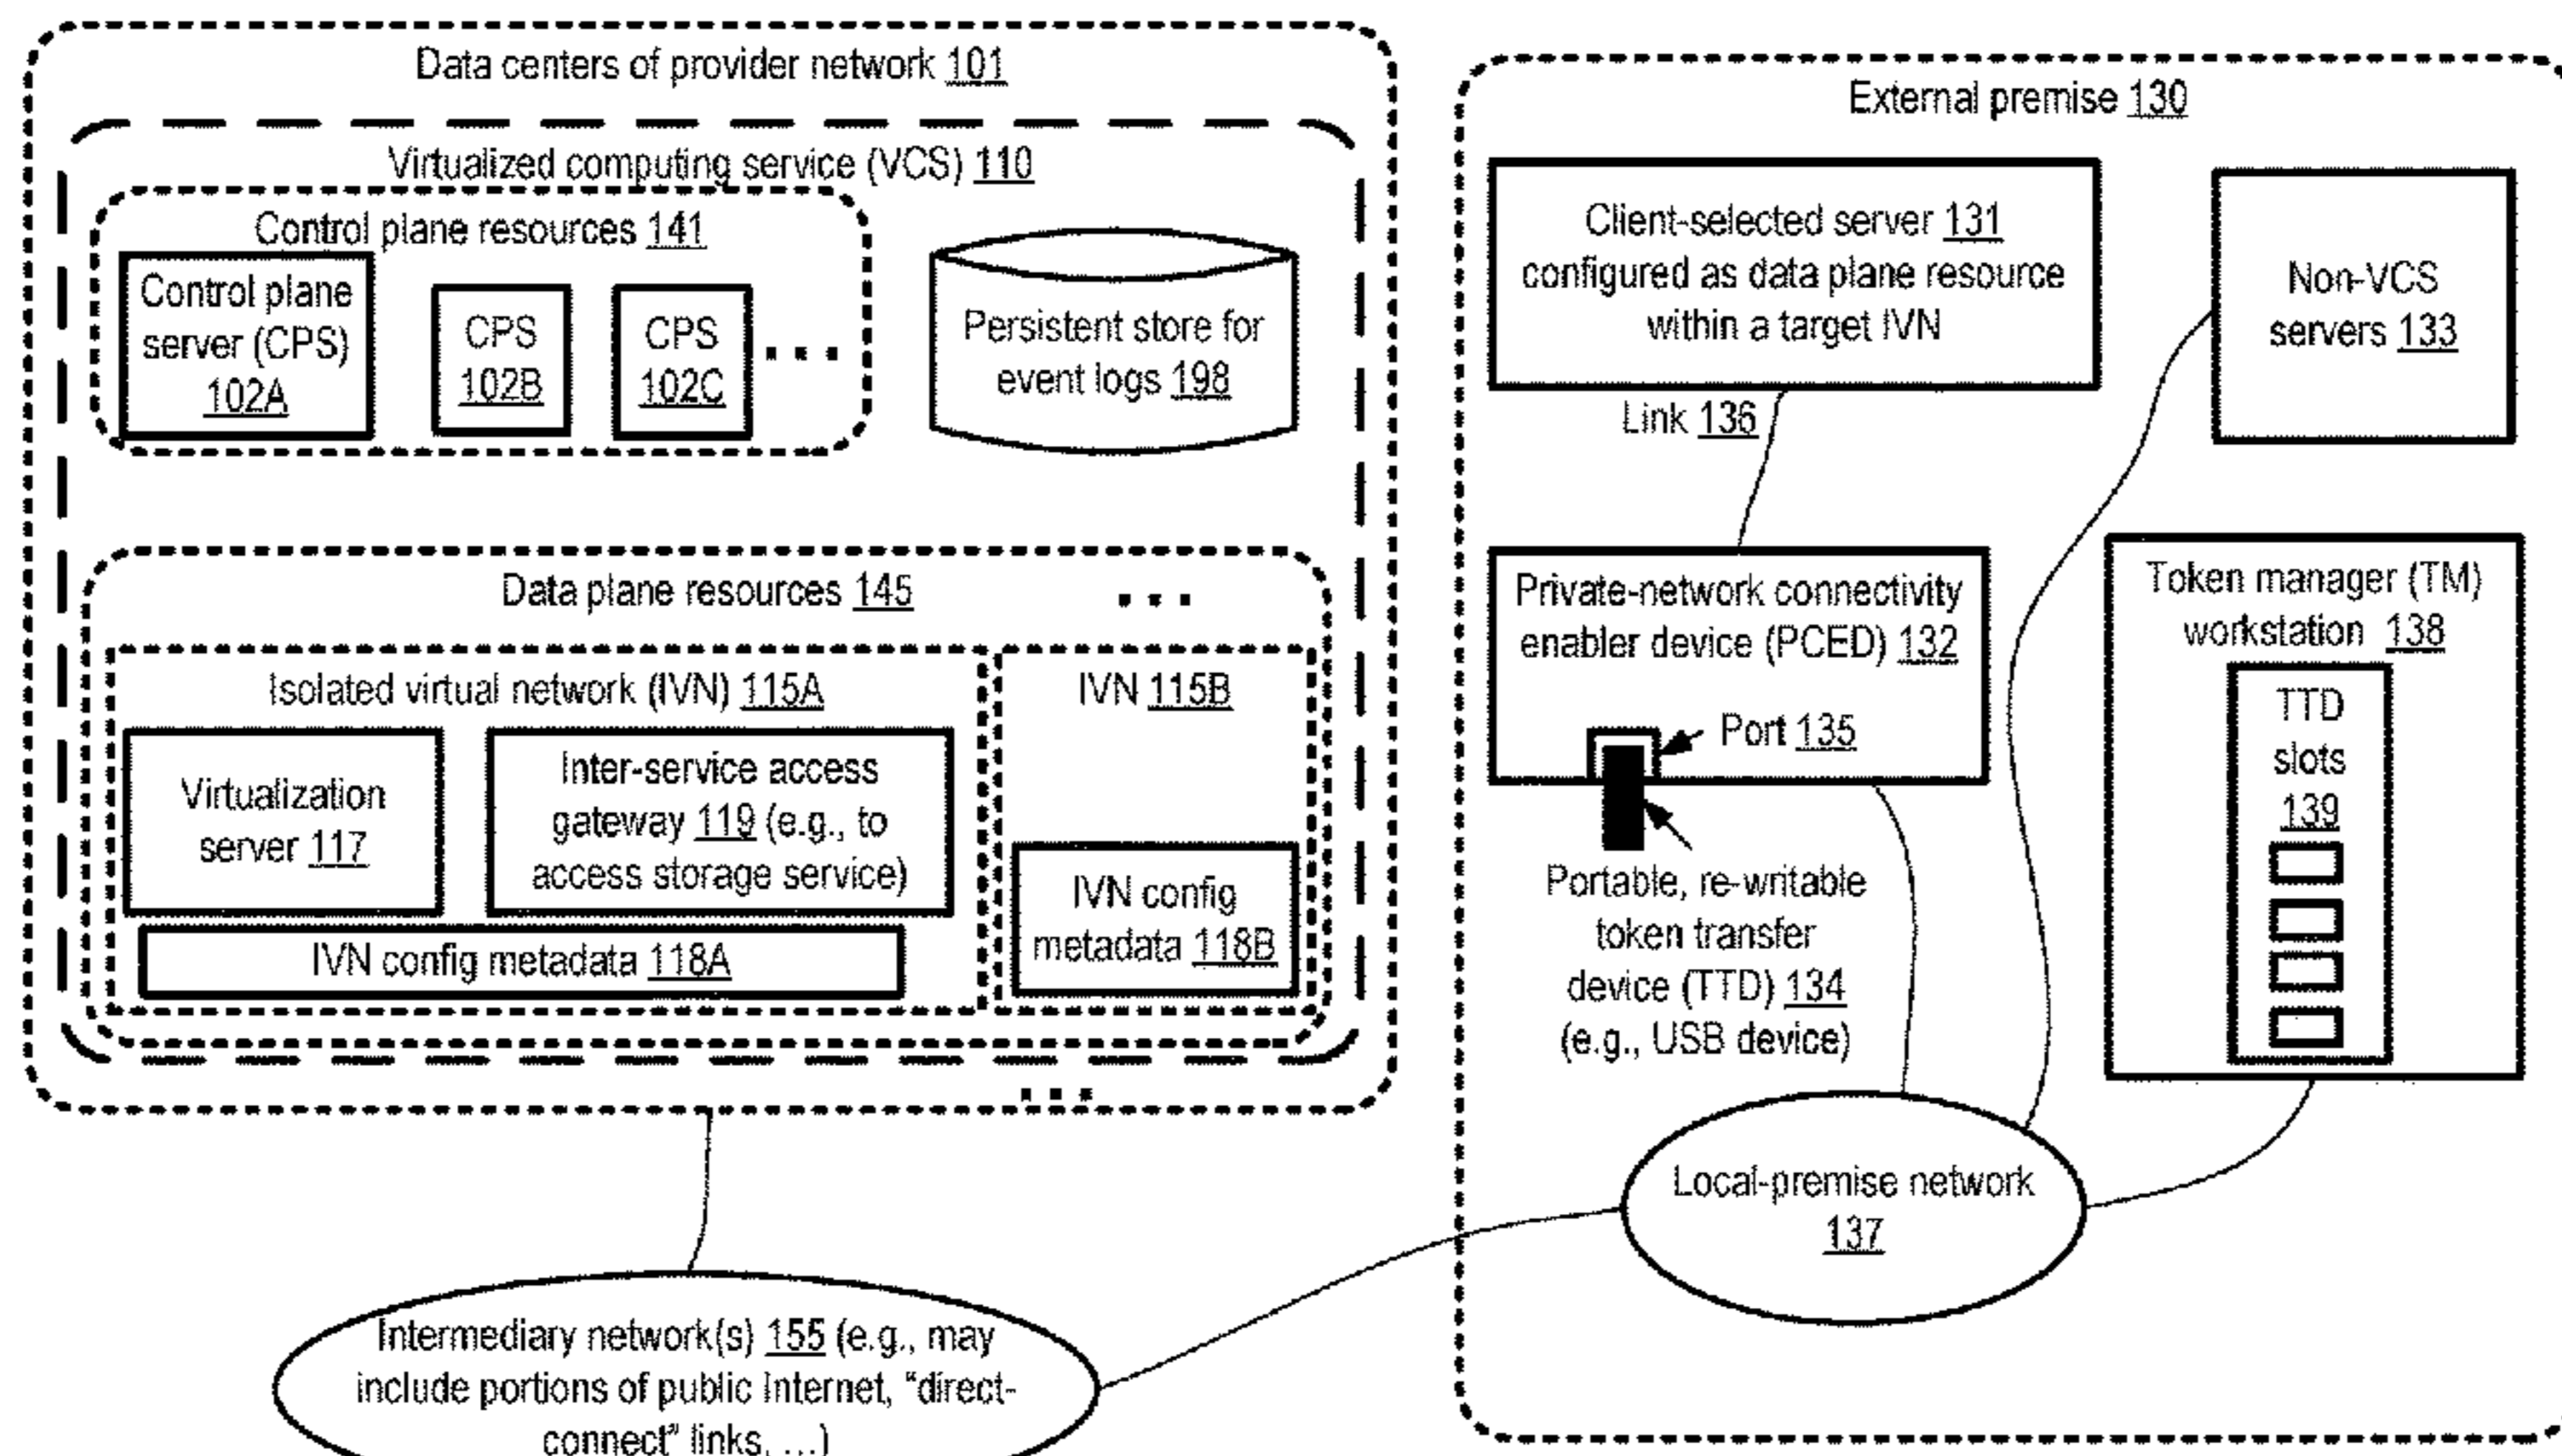 Data centers of provider network 101
Virtualized computing service (VCS) 110
Control plane resources 141
Control plane
server (CPS)
102A
CPS
102B
CPS
102C
...
Persistent store for
event logs 198
Data plane resources 145
...
Isolated virtual network (IVN) 115A
Virtualization
server 117
Inter-service access
gateway 119 (e.g., to
access storage service)
IVN config metadata 118A
IVN 115B
IVN config
metadata 118B
...
Intermediary network(s) 155 (e.g., may
include portions of public Internet, "direct-
connect" links, ...)
External premise 130
Client-selected server 131
configured as data plane resource
within a target IVN
Link 136
Non-VCS
servers 133
Private-network connectivity
enabler device (PCED) 132
Port 135
Portable, re-writable
token transfer
device (TTD) 134
(e.g., USB device)
Token manager (TM)
workstation 138
TTD
slots
139
Local-premise network
137